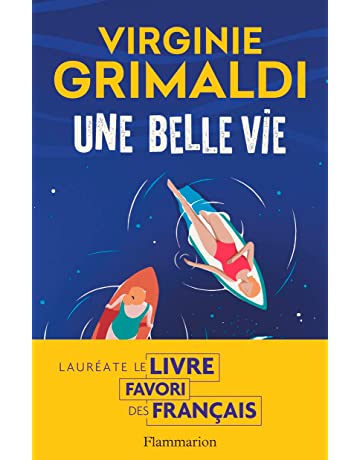 VIRGINIE
GRIMALDI
UNE BELLE VIE
LAURÉATE LE LIVRE
FAVORI
DES FRANÇAIS
Flammarion